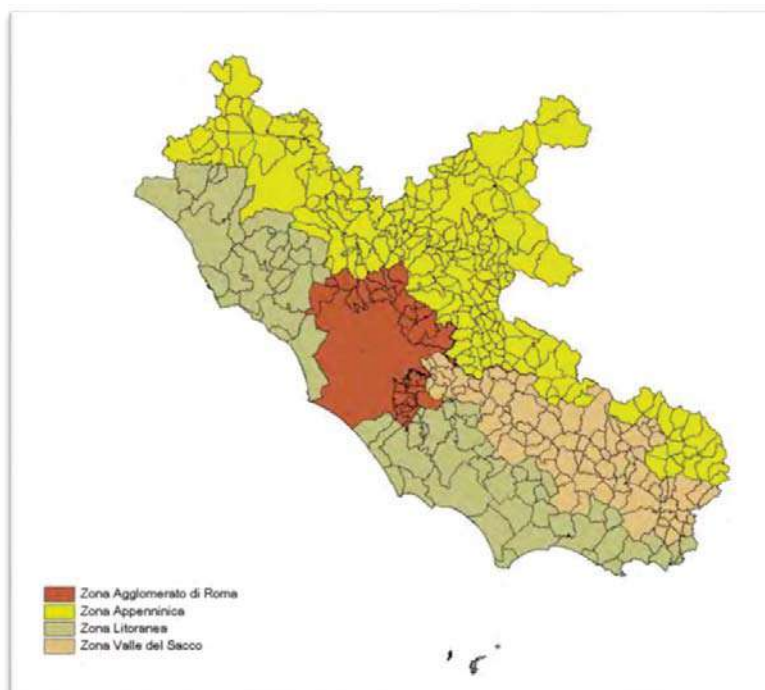 Zona Agglomerato di Roma
Zona Appenninica
Zona Litoranea
Zona Valle del Sacco